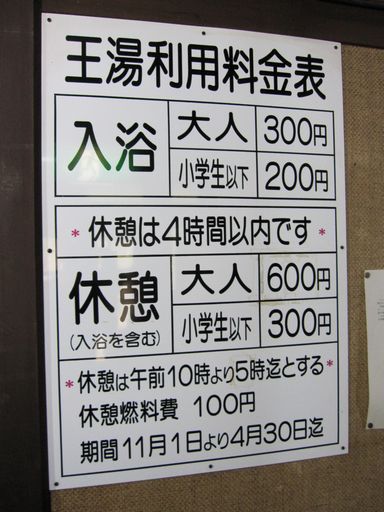 王湯利用料金表
入浴 大人 300円
小学生以下 200円
* 休憩は4時間以内です *
休憩 大人 600円
(入浴を含む) 小学生以下 300円
* 休憩は午前10時より5時迄とする *
休憩燃料費 100円
期間 11月1日より4月30日迄